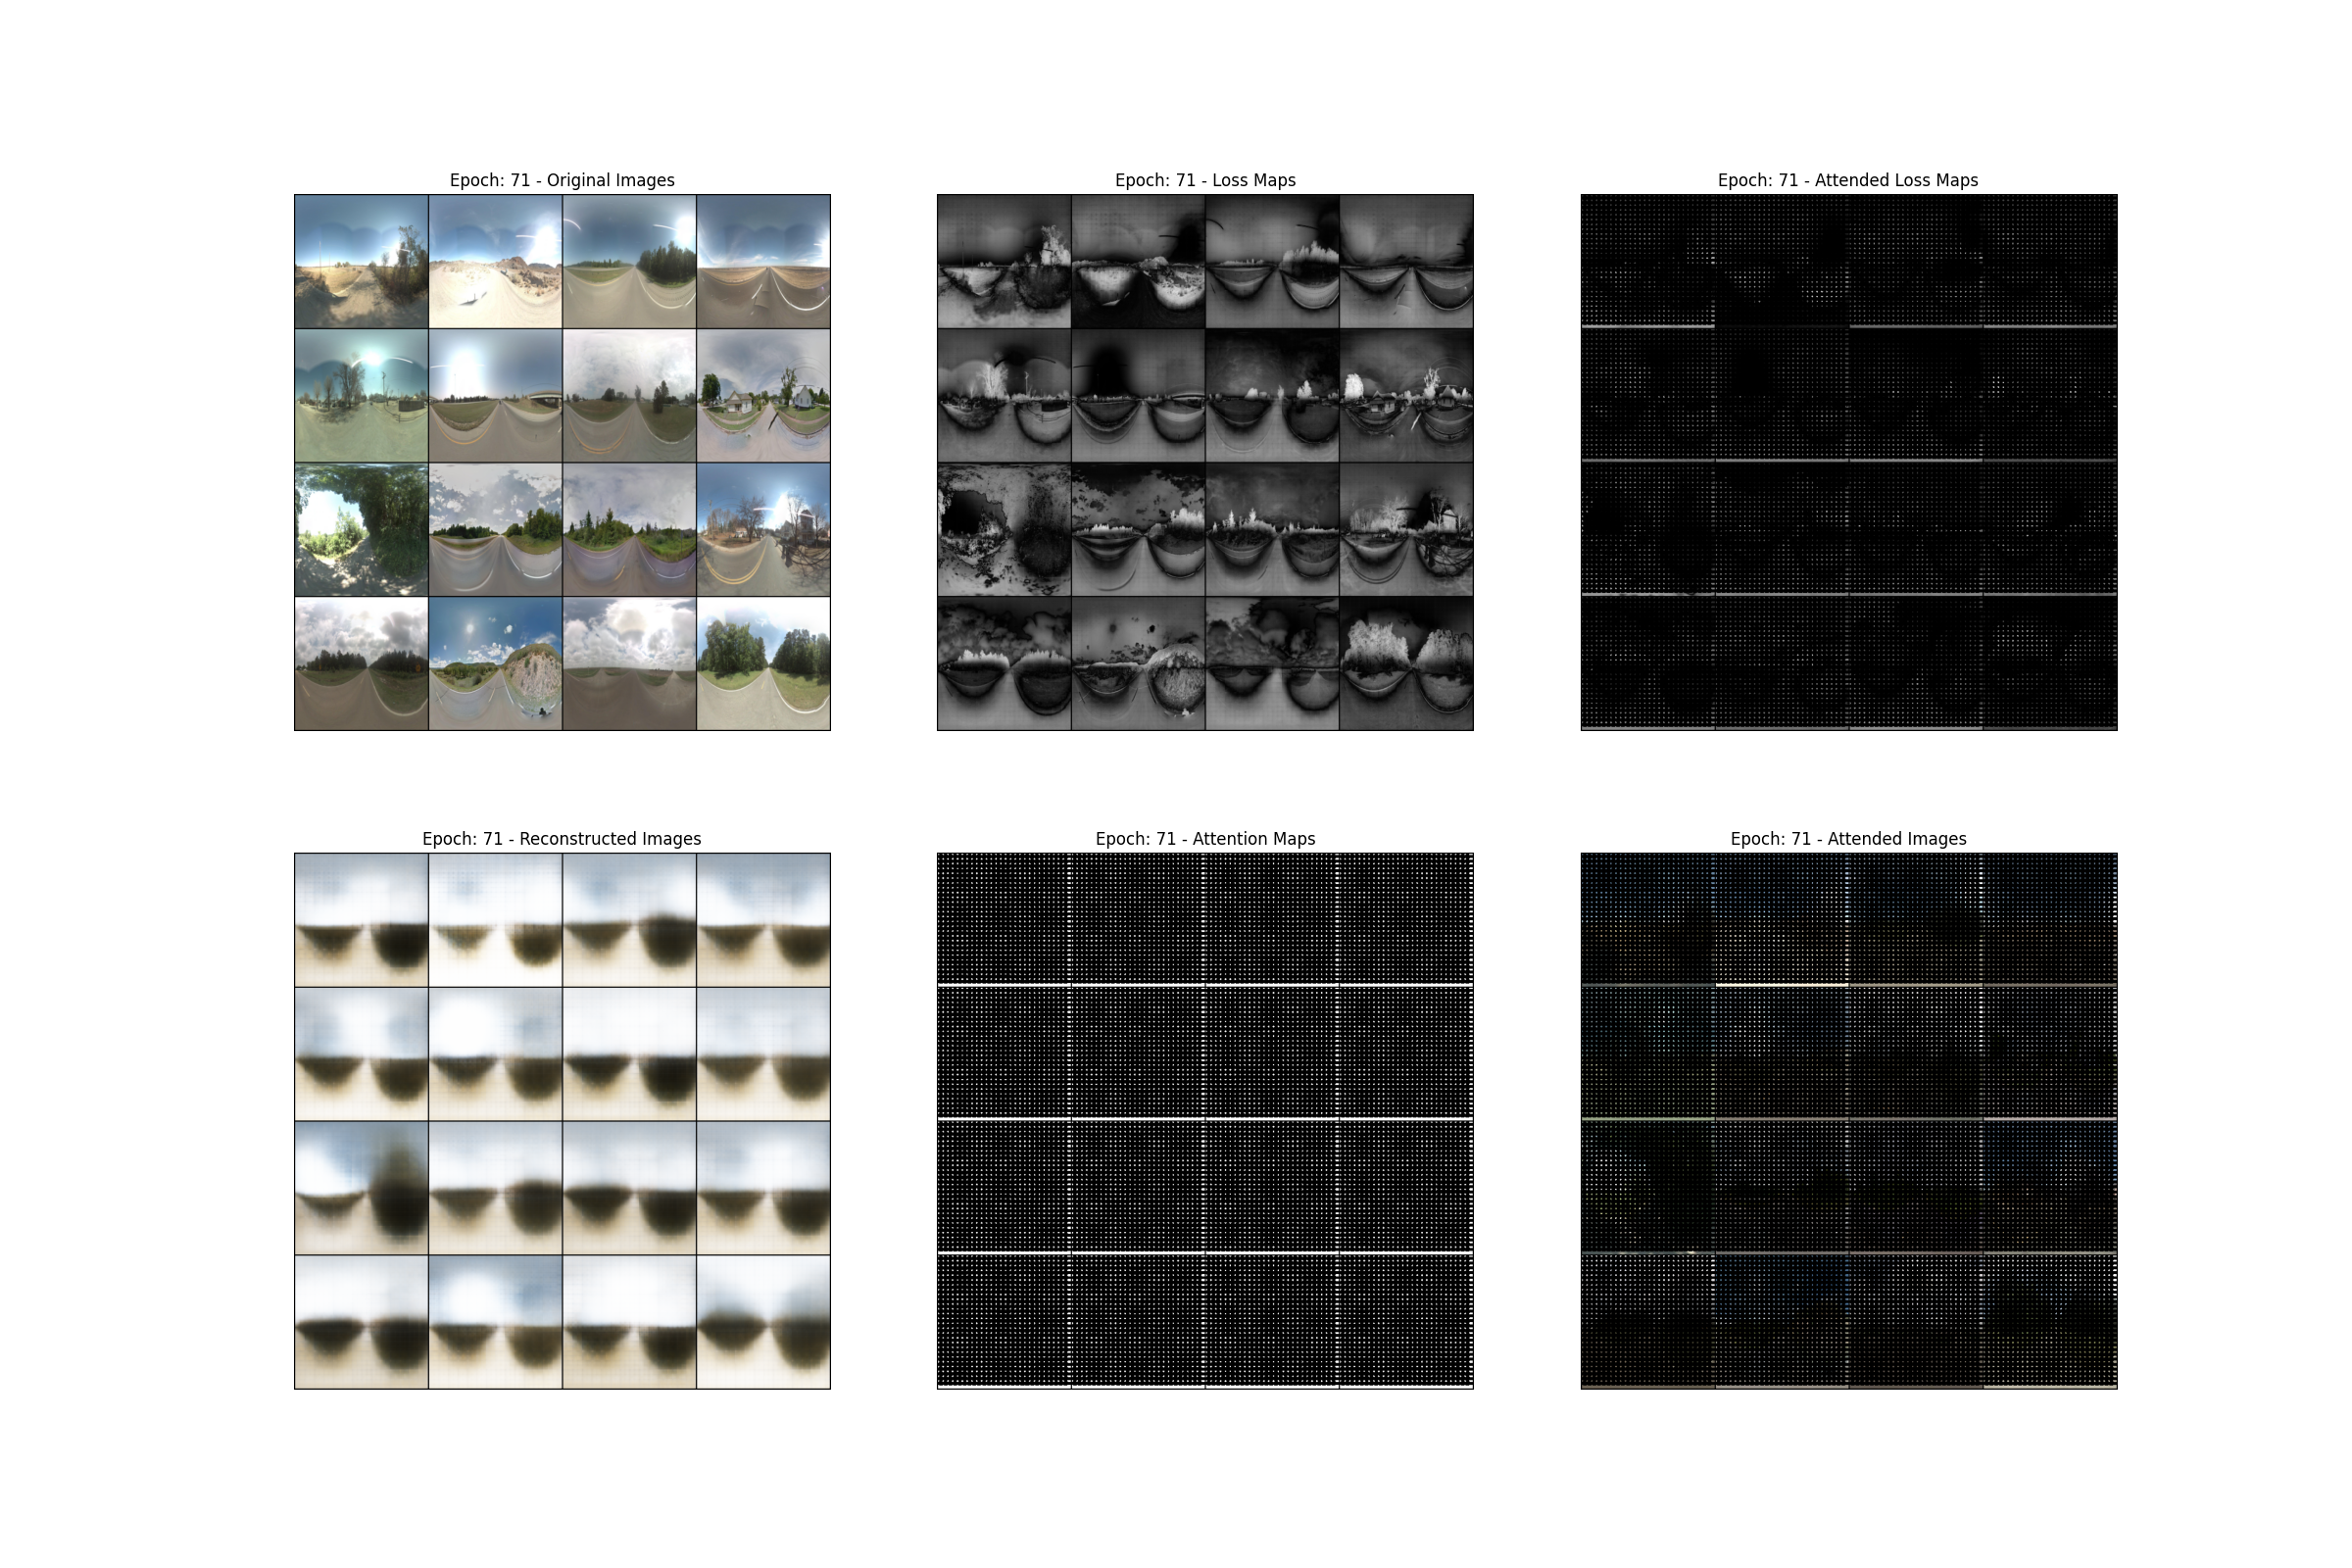 Epoch: 71 - Original Images
Epoch: 71 - Loss Maps
Epoch: 71 - Attended Loss Maps
Epoch: 71 - Reconstructed Images
Epoch: 71 - Attention Maps
Epoch: 71 - Attended Images